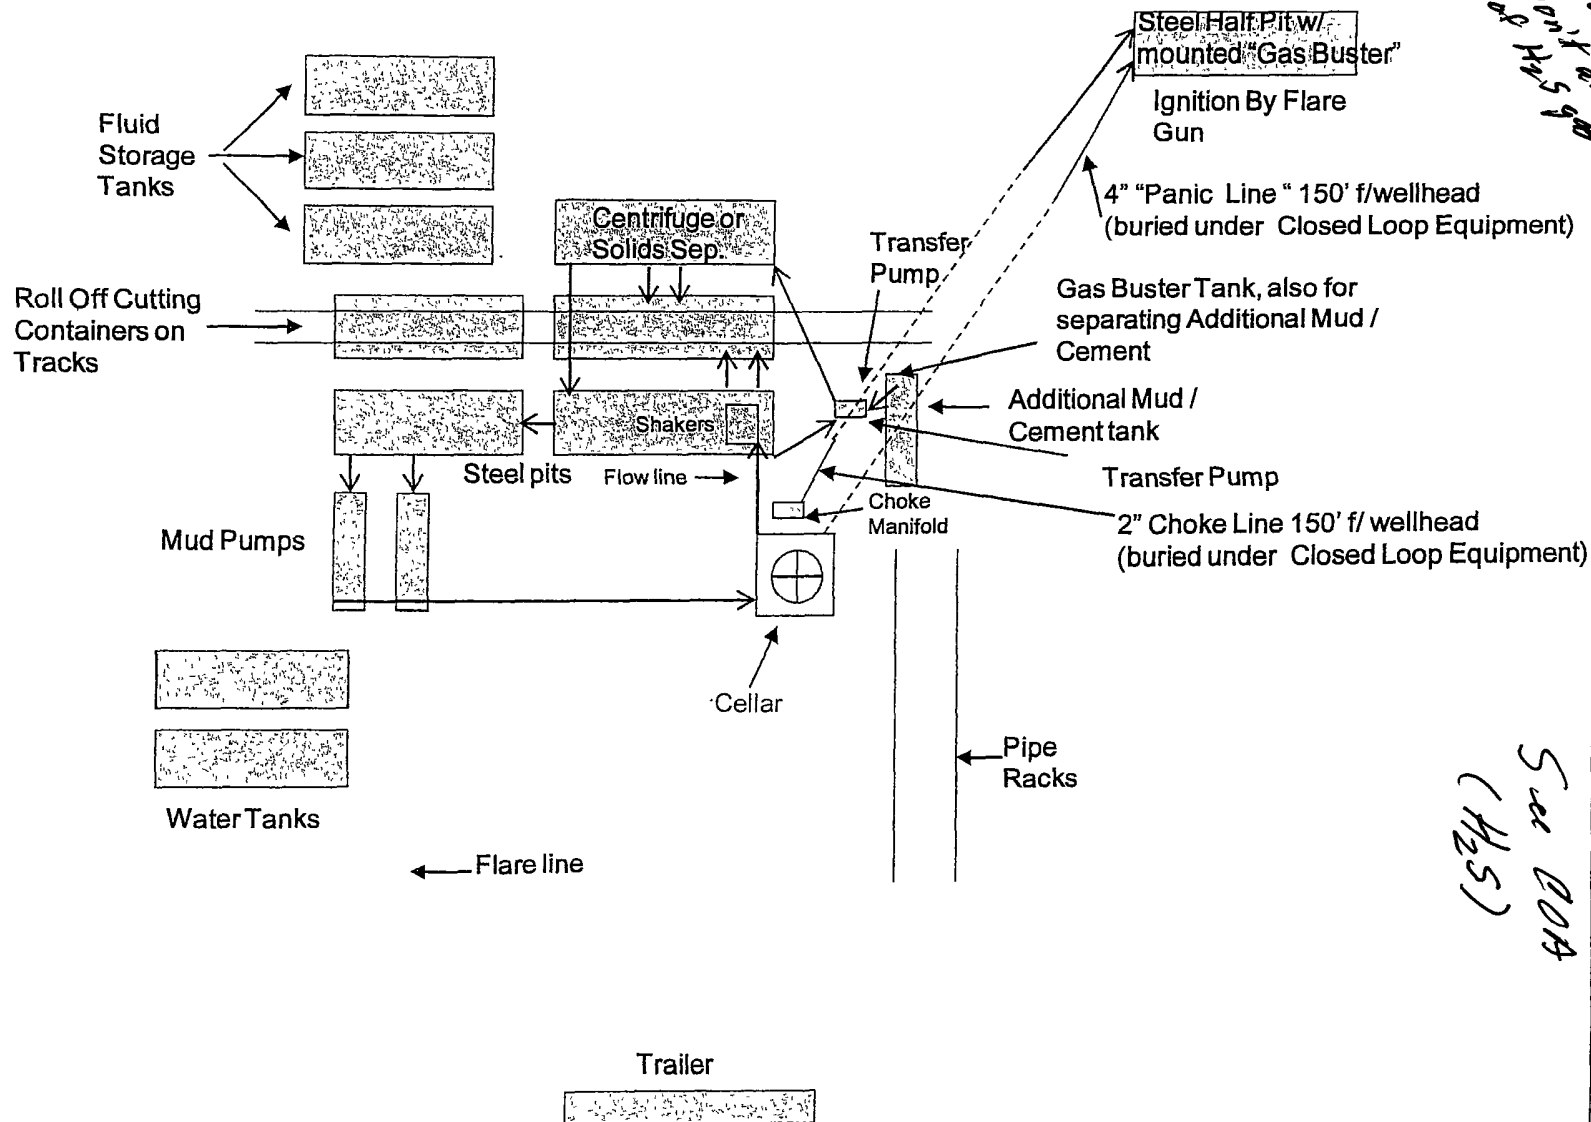 Steel Half Pit w/
mounted "Gas Buster"
Ignition By Flare
Gun
Fluid
Storage
Tanks
4" "Panic Line " 150' f/wellhead
(buried under Closed Loop Equipment)
Centrifuge or
Solids Sep.
Transfer
Pump
Roll Off Cutting
Containers on
Tracks
Gas Buster Tank, also for
separating Additional Mud /
Cement
Additional Mud /
Cement tank
Shakers
Steel pits
Flow line
Transfer Pump
Choke
Manifold
2" Choke Line 150' f/ wellhead
(buried under Closed Loop Equipment)
Mud Pumps
Cellar
Pipe
Racks
Water Tanks
Flare line
See COA
(H2S)
Trailer